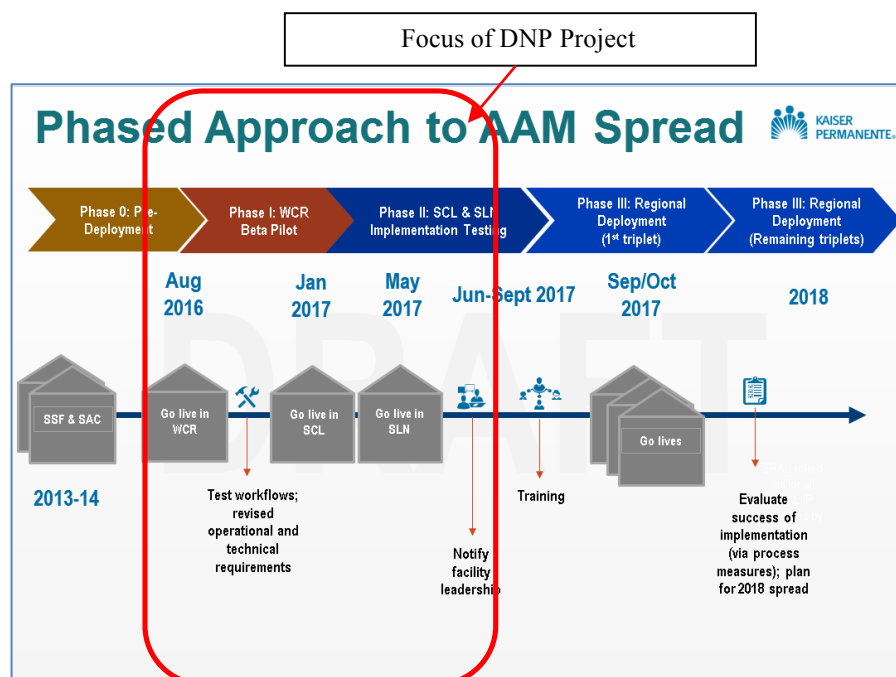 Focus of DNP Project
Phased Approach to AAM Spread
KAISER
PERMANENTE®
Phase 0: Pre-
Deployment
Phase I: WCR
Beta Pilot
Phase II: SCL & SLN
Implementation Testing
Phase III: Regional
Deployment
(1st triplet)
Phase III: Regional
Deployment
(Remaining triplets)
Aug
2016
Jan
2017
May
2017
Jun-Sept 2017
Sep/Oct
2017
2018
DRAFT
SSF & SAC
Go live in
WCR
Go live in
SCL
Go live in
SLN
Go lives
2013-14
Test workflows;
revised
operational and
technical
requirements
Notify
facility
leadership
Training
Evaluate
success of
implementation
(via process
measures); plan
for 2018 spread